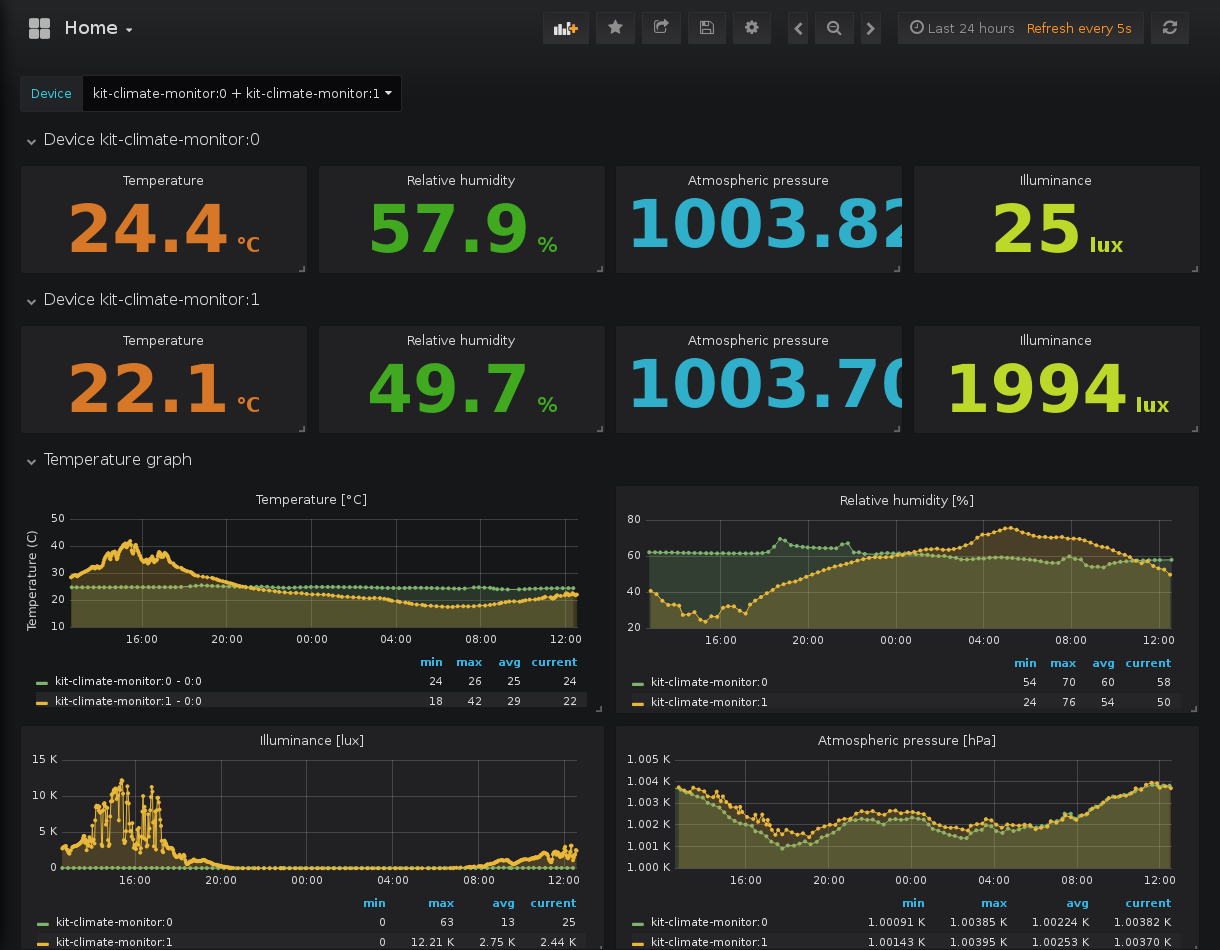 Home
Last 24 hours Refresh every 5s
Device kit-climate-monitor:0 + kit-climate-monitor:1
Device kit-climate-monitor:0
Temperature Relative humidity Atmospheric pressure Illuminance
24.4 °C 57.9 % 1003.82 25 lux
Device kit-climate-monitor:1
Temperature Relative humidity Atmospheric pressure Illuminance
22.1 °C 49.7 % 1003.70 1994 lux
Temperature graph
Temperature [°C]
Temperature (C)
50
40
30
20
10
16:00 20:00 00:00 04:00 08:00 12:00
min max avg current
kit-climate-monitor:0 - 0:0 24 26 25 24
kit-climate-monitor:1 - 0:0 18 42 29 22
Relative humidity [%]
80
60
40
20
16:00 20:00 00:00 04:00 08:00 12:00
min max avg current
kit-climate-monitor:0 54 70 60 58
kit-climate-monitor:1 24 76 54 50
Illuminance [lux]
15 K
10 K
5 K
0
16:00 20:00 00:00 04:00 08:00 12:00
min max avg current
kit-climate-monitor:0 0 63 13 25
kit-climate-monitor:1 0 12.21 K 2.75 K 2.44 K
Atmospheric pressure [hPa]
1.005 K
1.004 K
1.003 K
1.002 K
1.001 K
1.000 K
16:00 20:00 00:00 04:00 08:00 12:00
min max avg current
kit-climate-monitor:0 1.00091 K 1.00385 K 1.00224 K 1.00382 K
kit-climate-monitor:1 1.00143 K 1.00395 K 1.00253 K 1.00370 K